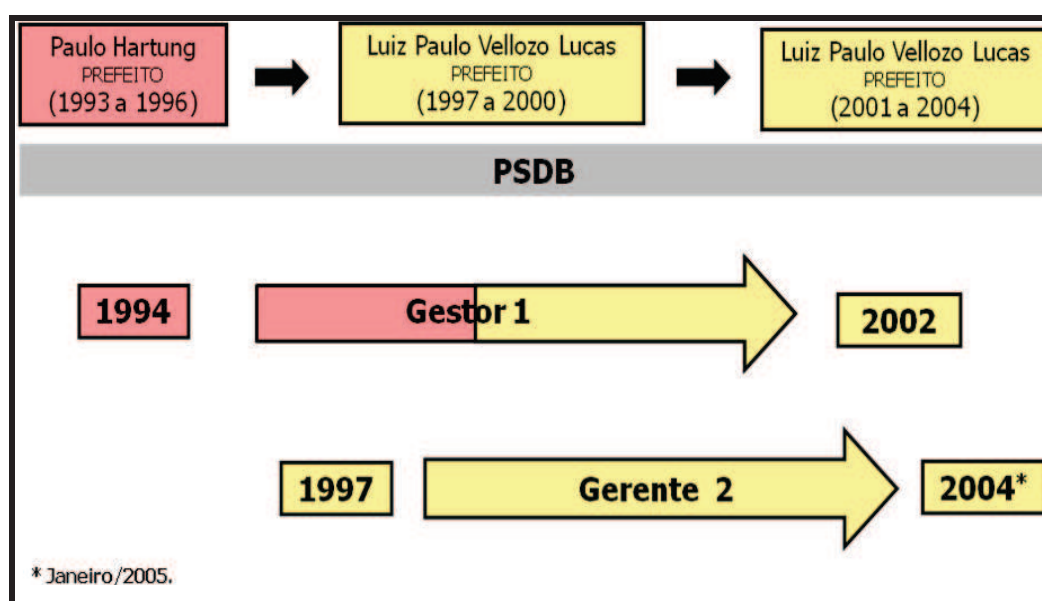 Paulo Hartung
PREFEITO
(1993 a 1996)
Luiz Paulo Vellozo Lucas
PREFEITO
(1997 a 2000)
Luiz Paulo Vellozo Lucas
PREFEITO
(2001 a 2004)
PSDB
1994
Gestor 1
2002
1997
Gerente 2
2004*
* Janeiro/2005.